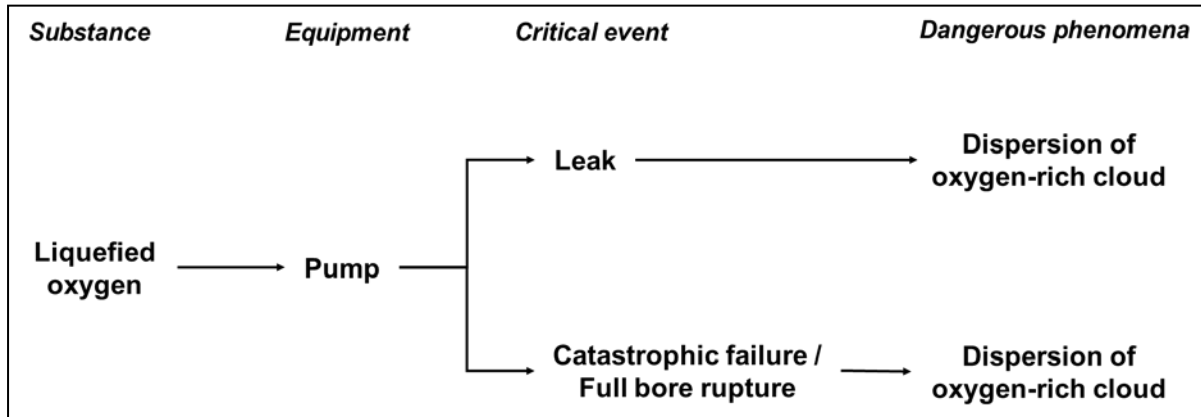 Substance
Equipment
Critical event
Dangerous phenomena
Leak
Dispersion of
oxygen-rich cloud
Liquefied
oxygen
Pump
Catastrophic failure /
Full bore rupture
Dispersion of
oxygen-rich cloud